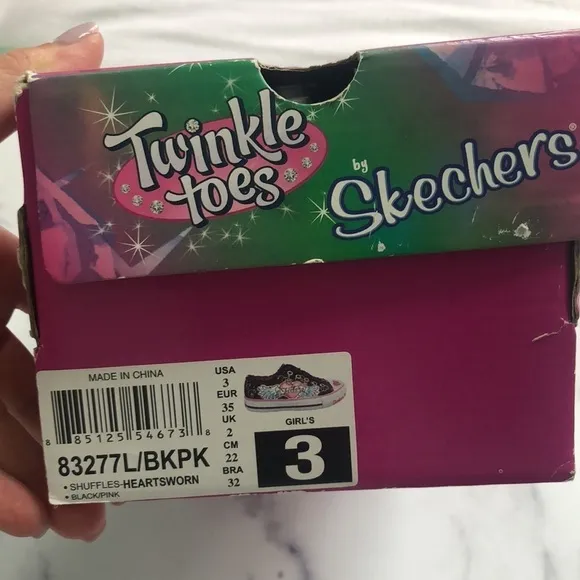 Twinkle
toes
by
Skechers®
MADE IN CHINA
8 85125 54673 8
83277L/BKPK
• SHUFFLES-HEARTSWORN
• BLACK/PINK
USA
3
EUR
35
UK
2
CM
22
BRA
32
GIRL'S
3